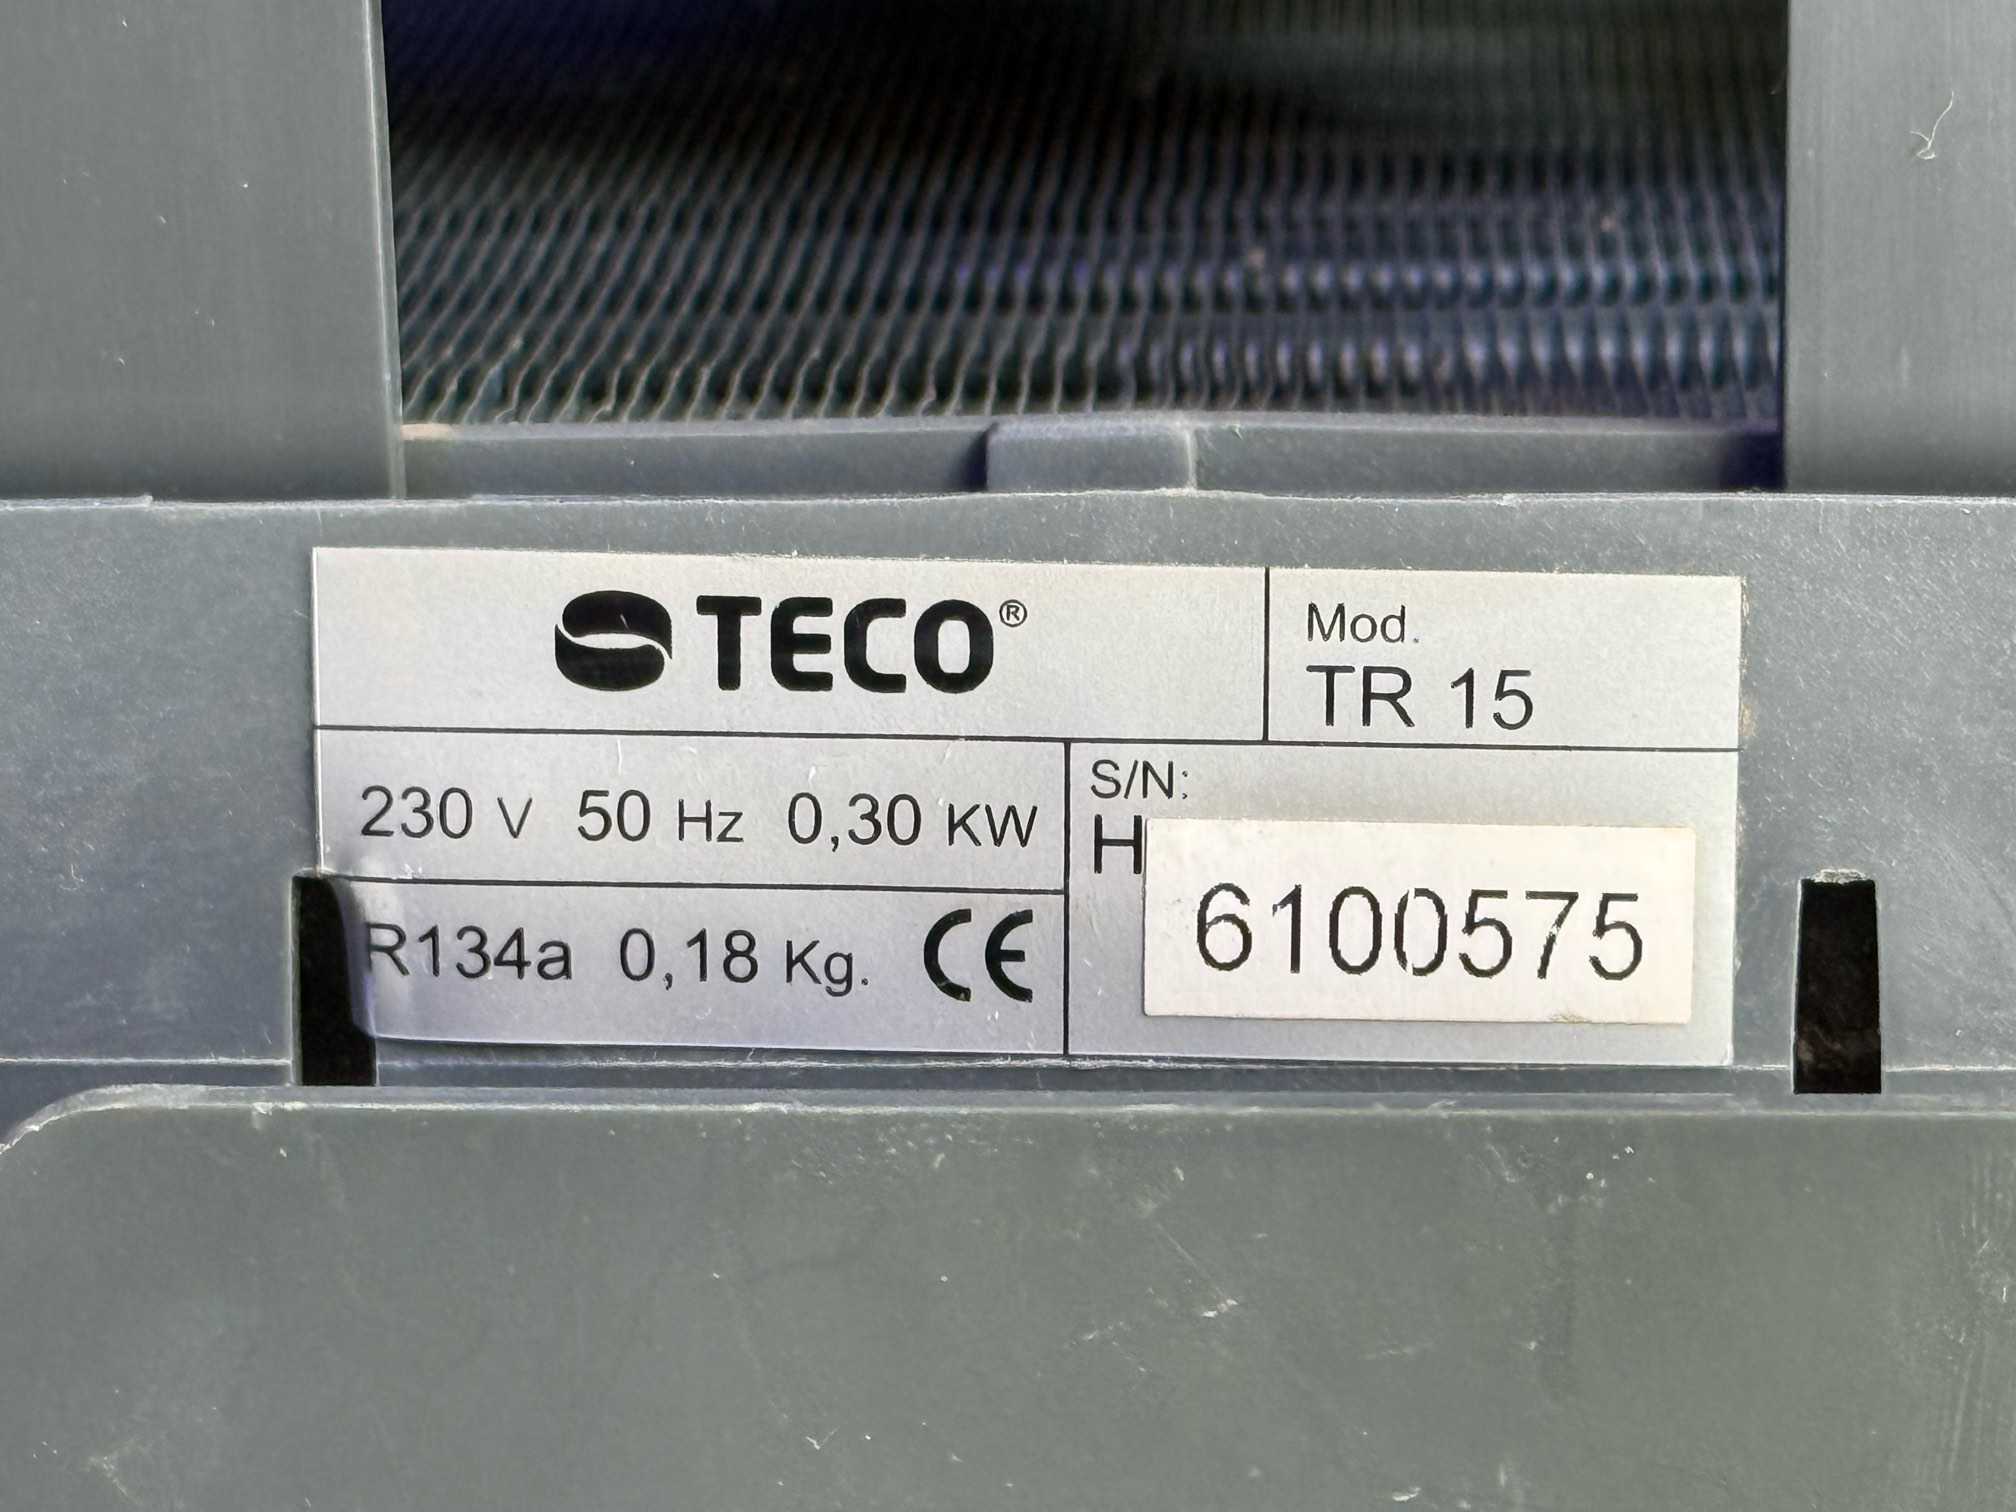 TECO®
Mod.
TR 15
230 V 50 Hz 0,30 KW
S/N:
H
6100575
R134a 0,18 Kg. CE